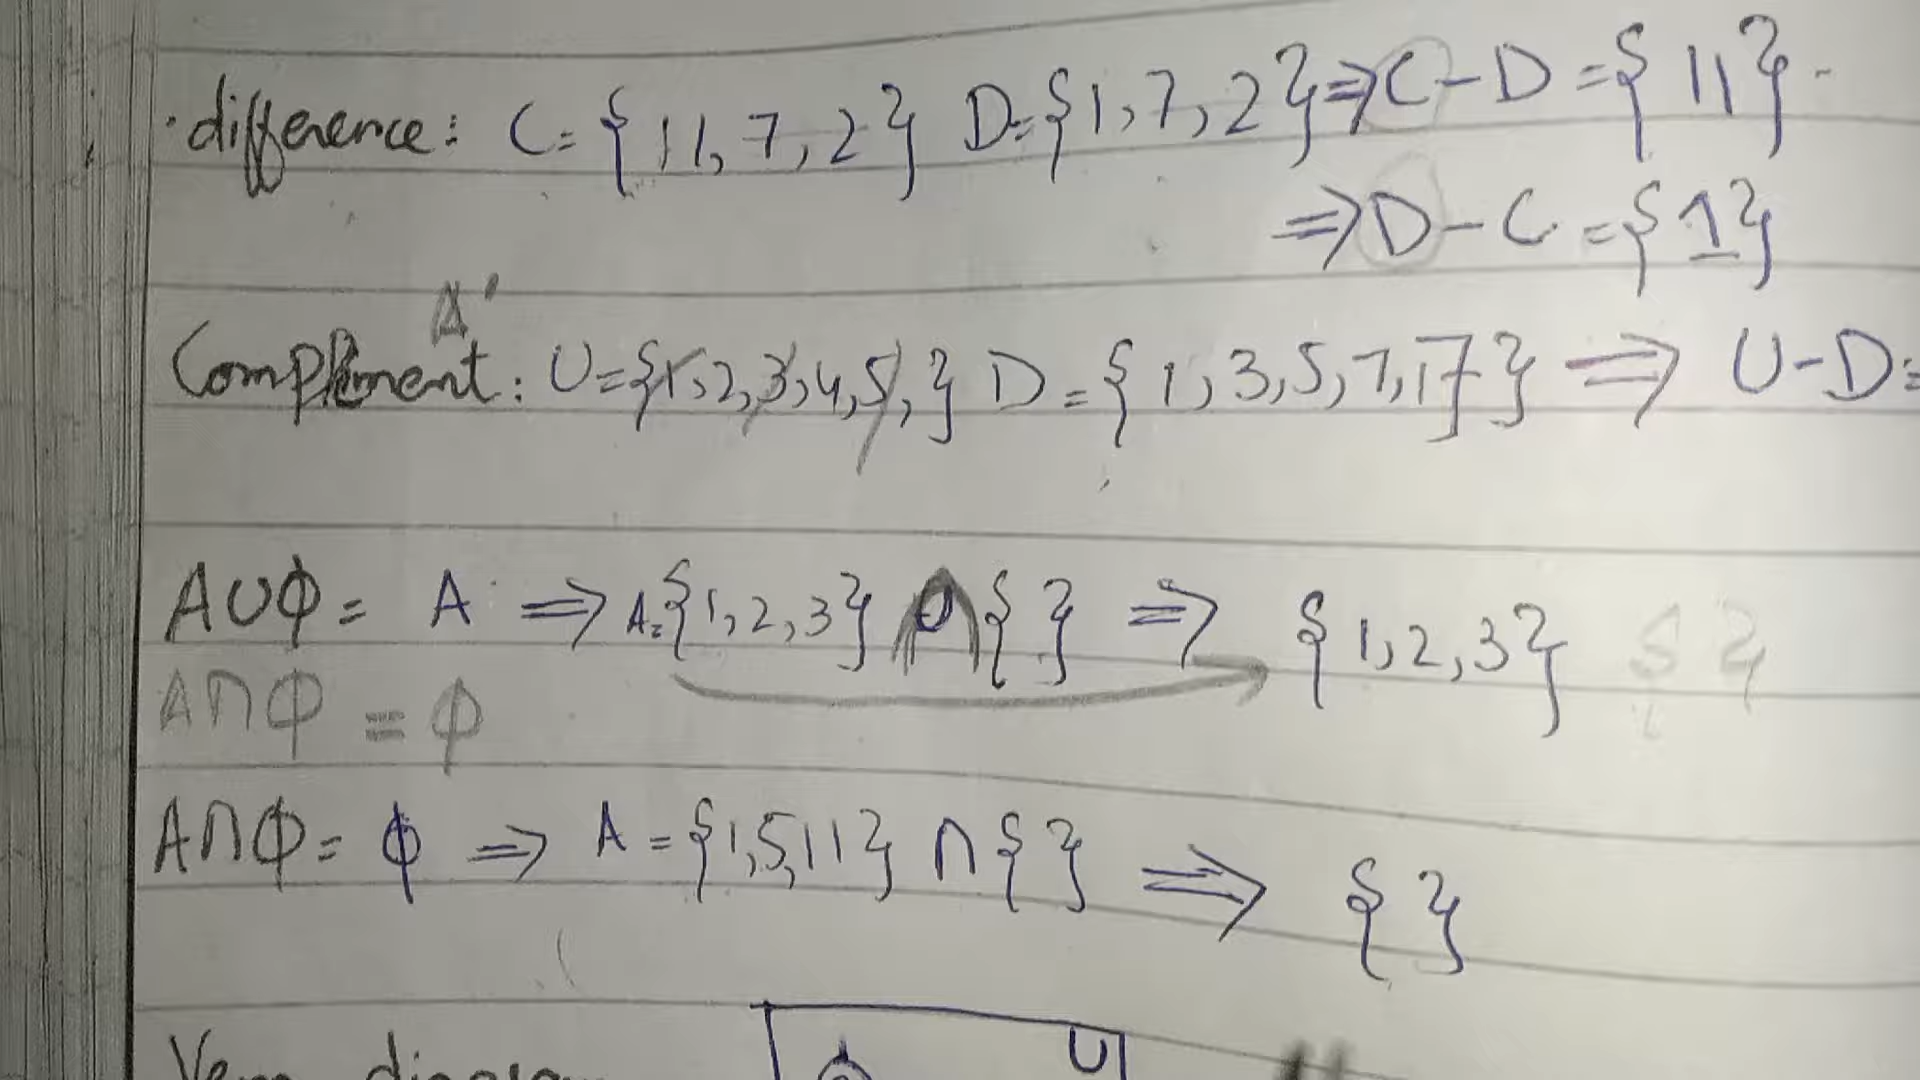 . difference: C = {11, 7, 2} D = {1, 7, 2} ⇒ C - D = {11}.
⇒ D - C = {1}
A'
Compliment: U = {1, 2, 3, 4, 5, } D = {1, 3, 5, 7, 17} ⇒ U - D =
A∪ϕ = A ⇒ A = {1, 2, 3} ∩ { } ⇒ {1, 2, 3} { }
A∩ϕ = ϕ
A∩ϕ = ϕ ⇒ A = {1, 5, 11} ∩ { } ⇒ { }
U